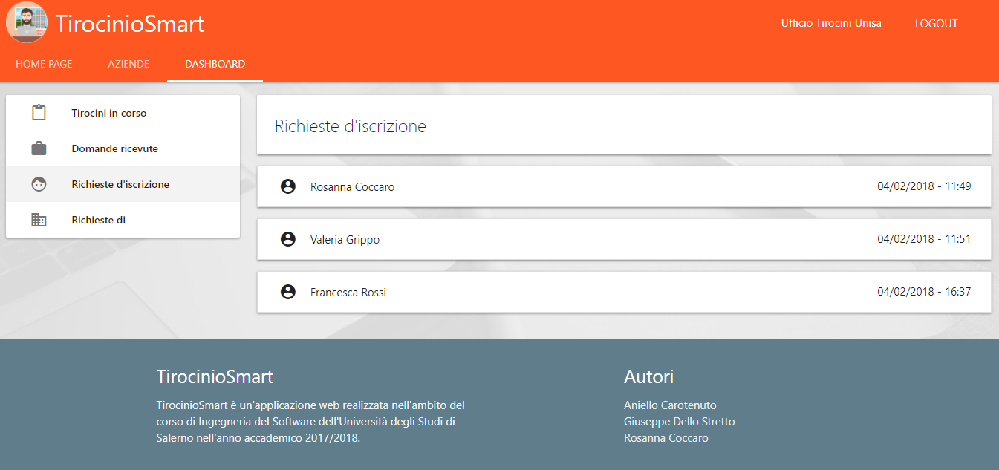 TirocinioSmart
Ufficio Tirocini Unisa
LOGOUT
HOME PAGE
AZIENDE
DASHBOARD
Tirocini in corso
Domande ricevute
Richieste d'iscrizione
Richieste di
Richieste d'iscrizione
Rosanna Coccaro
04/02/2018 - 11:49
Valeria Grippo
04/02/2018 - 11:51
Francesca Rossi
04/02/2018 - 16:37
TirocinioSmart
TirocinioSmart è un'applicazione web realizzata nell'ambito del
corso di Ingegneria del Software dell'Università degli Studi di
Salerno nell'anno accademico 2017/2018.
Autori
Aniello Carotenuto
Giuseppe Dello Stretto
Rosanna Coccaro